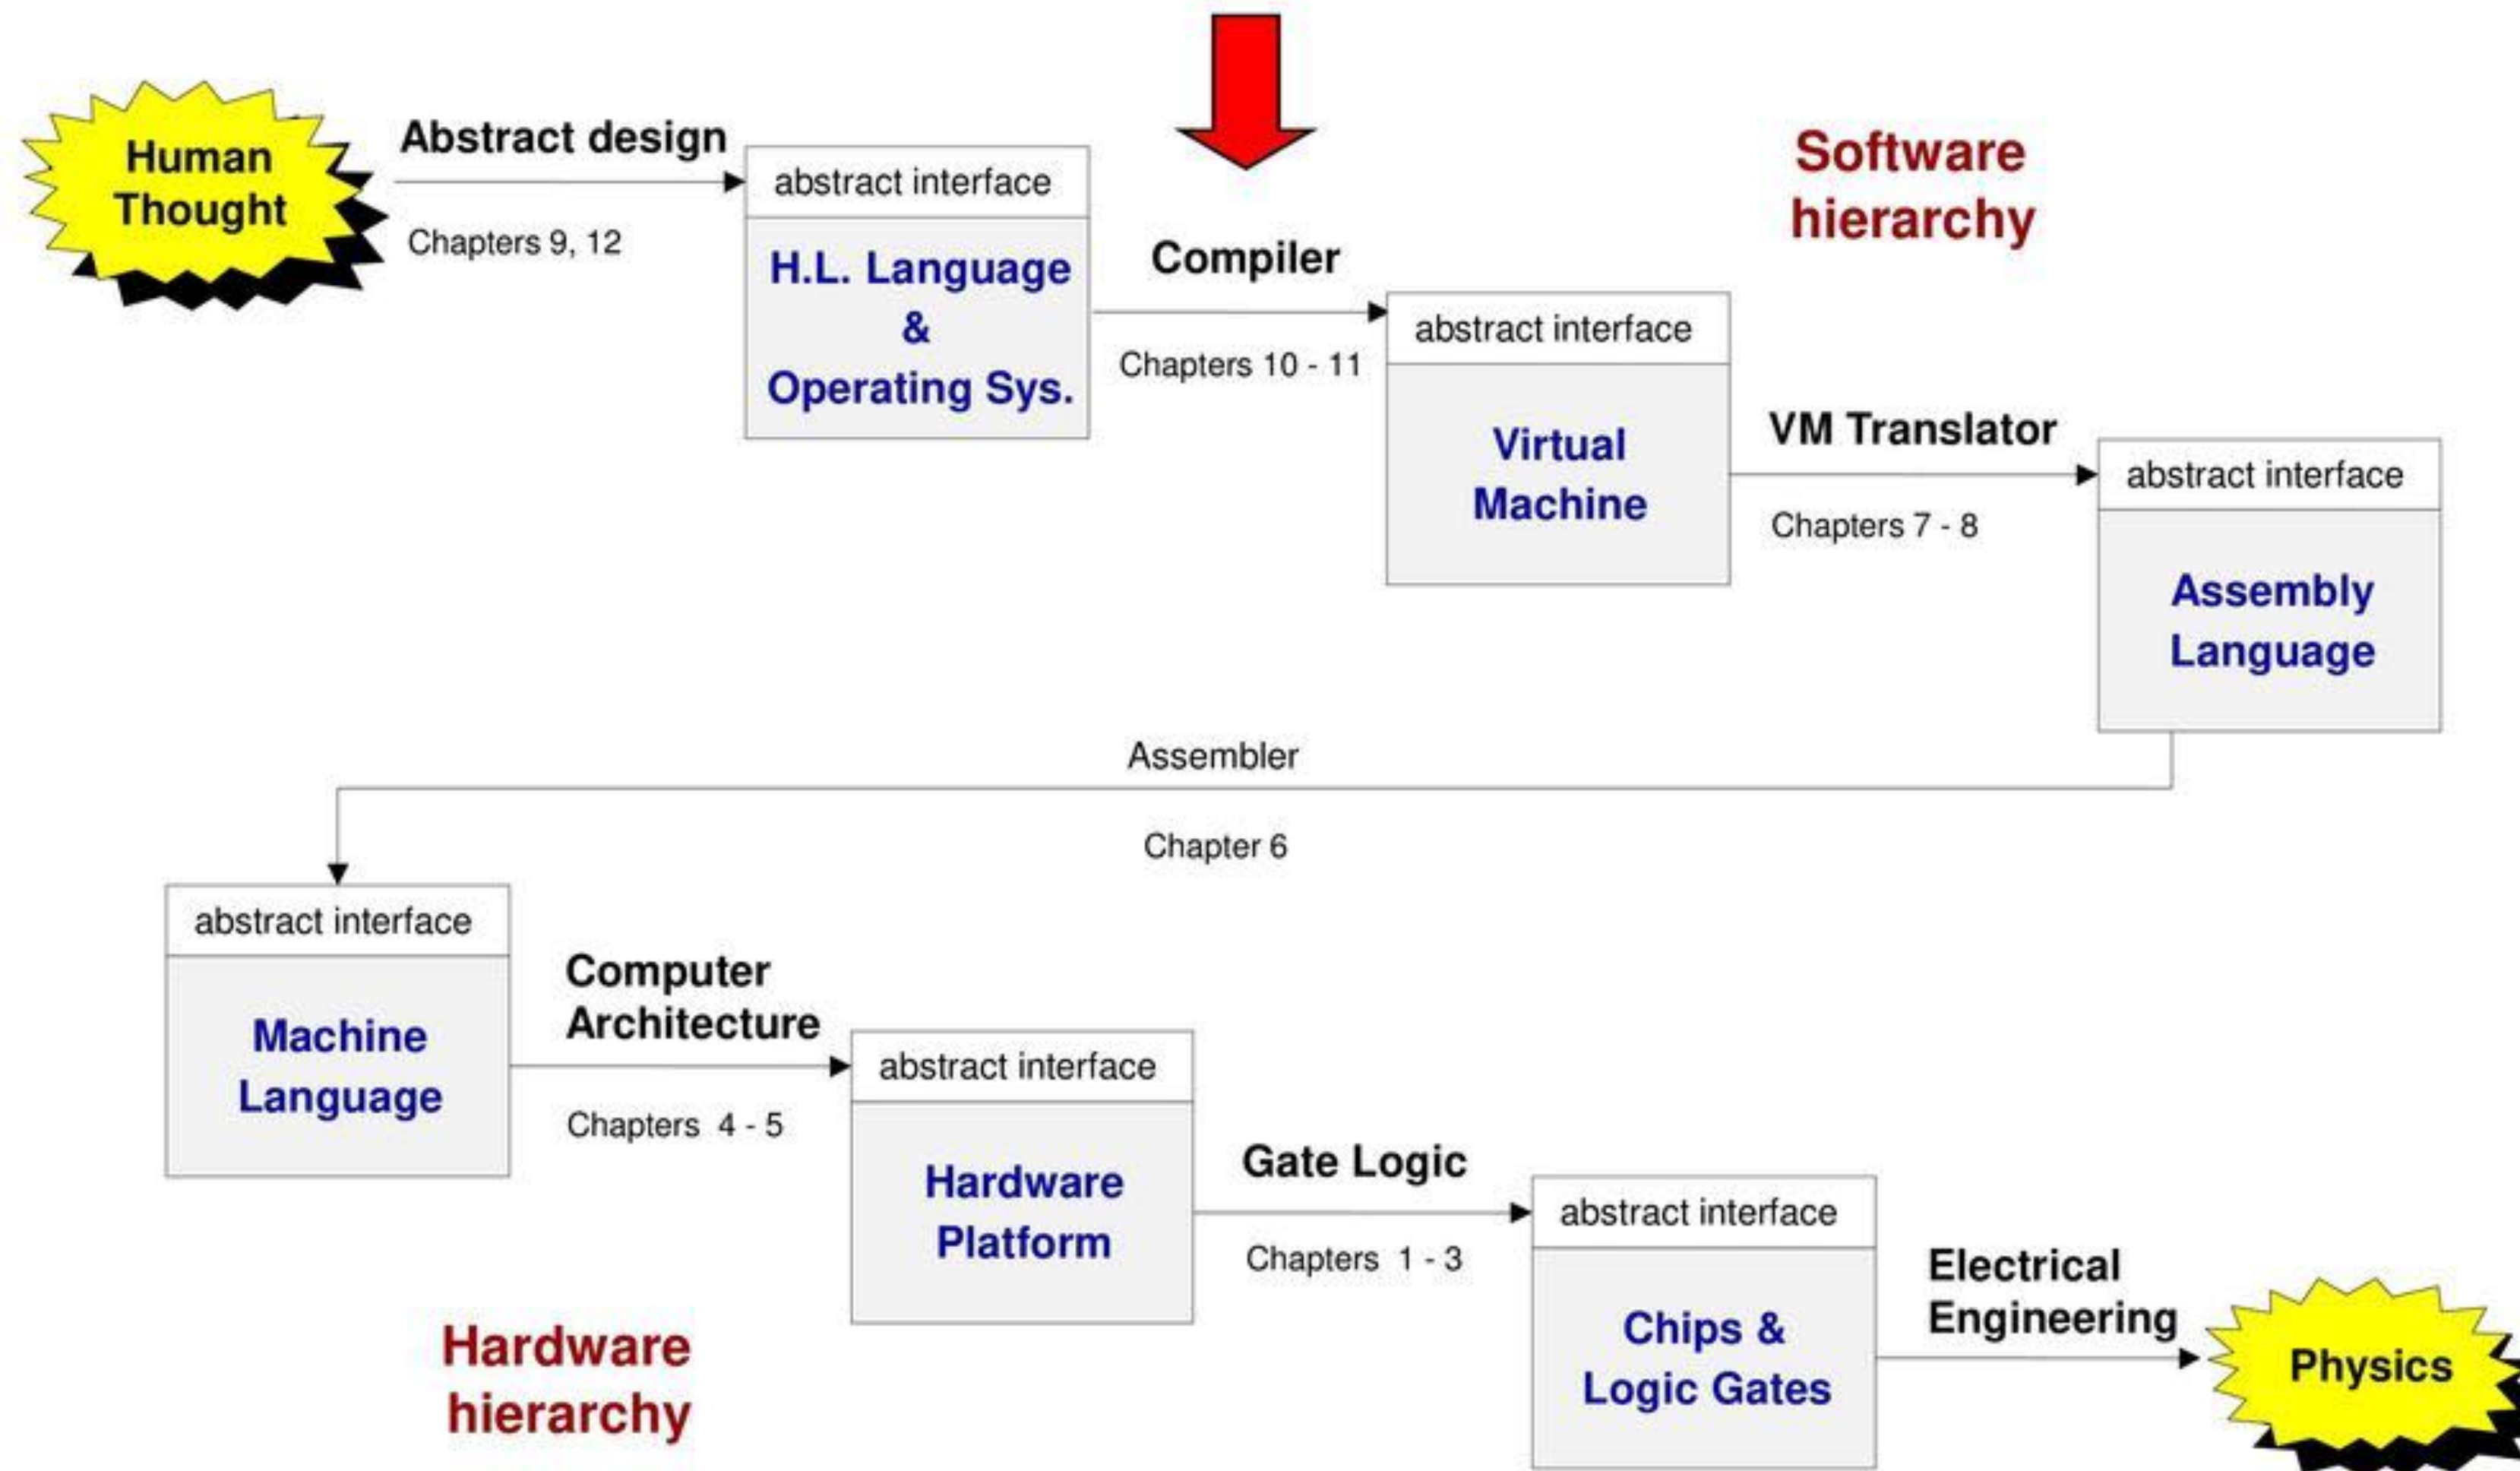 Human
Thought
Abstract design
Chapters 9, 12
abstract interface
H.L. Language
&
Operating Sys.
Compiler
Chapters 10 - 11
Software
hierarchy
abstract interface
Virtual
Machine
VM Translator
Chapters 7 - 8
abstract interface
Assembly
Language
Assembler
Chapter 6
abstract interface
Machine
Language
Computer
Architecture
Chapters 4 - 5
abstract interface
Hardware
Platform
Gate Logic
Chapters 1 - 3
Hardware
hierarchy
abstract interface
Chips &
Logic Gates
Electrical
Engineering
Physics